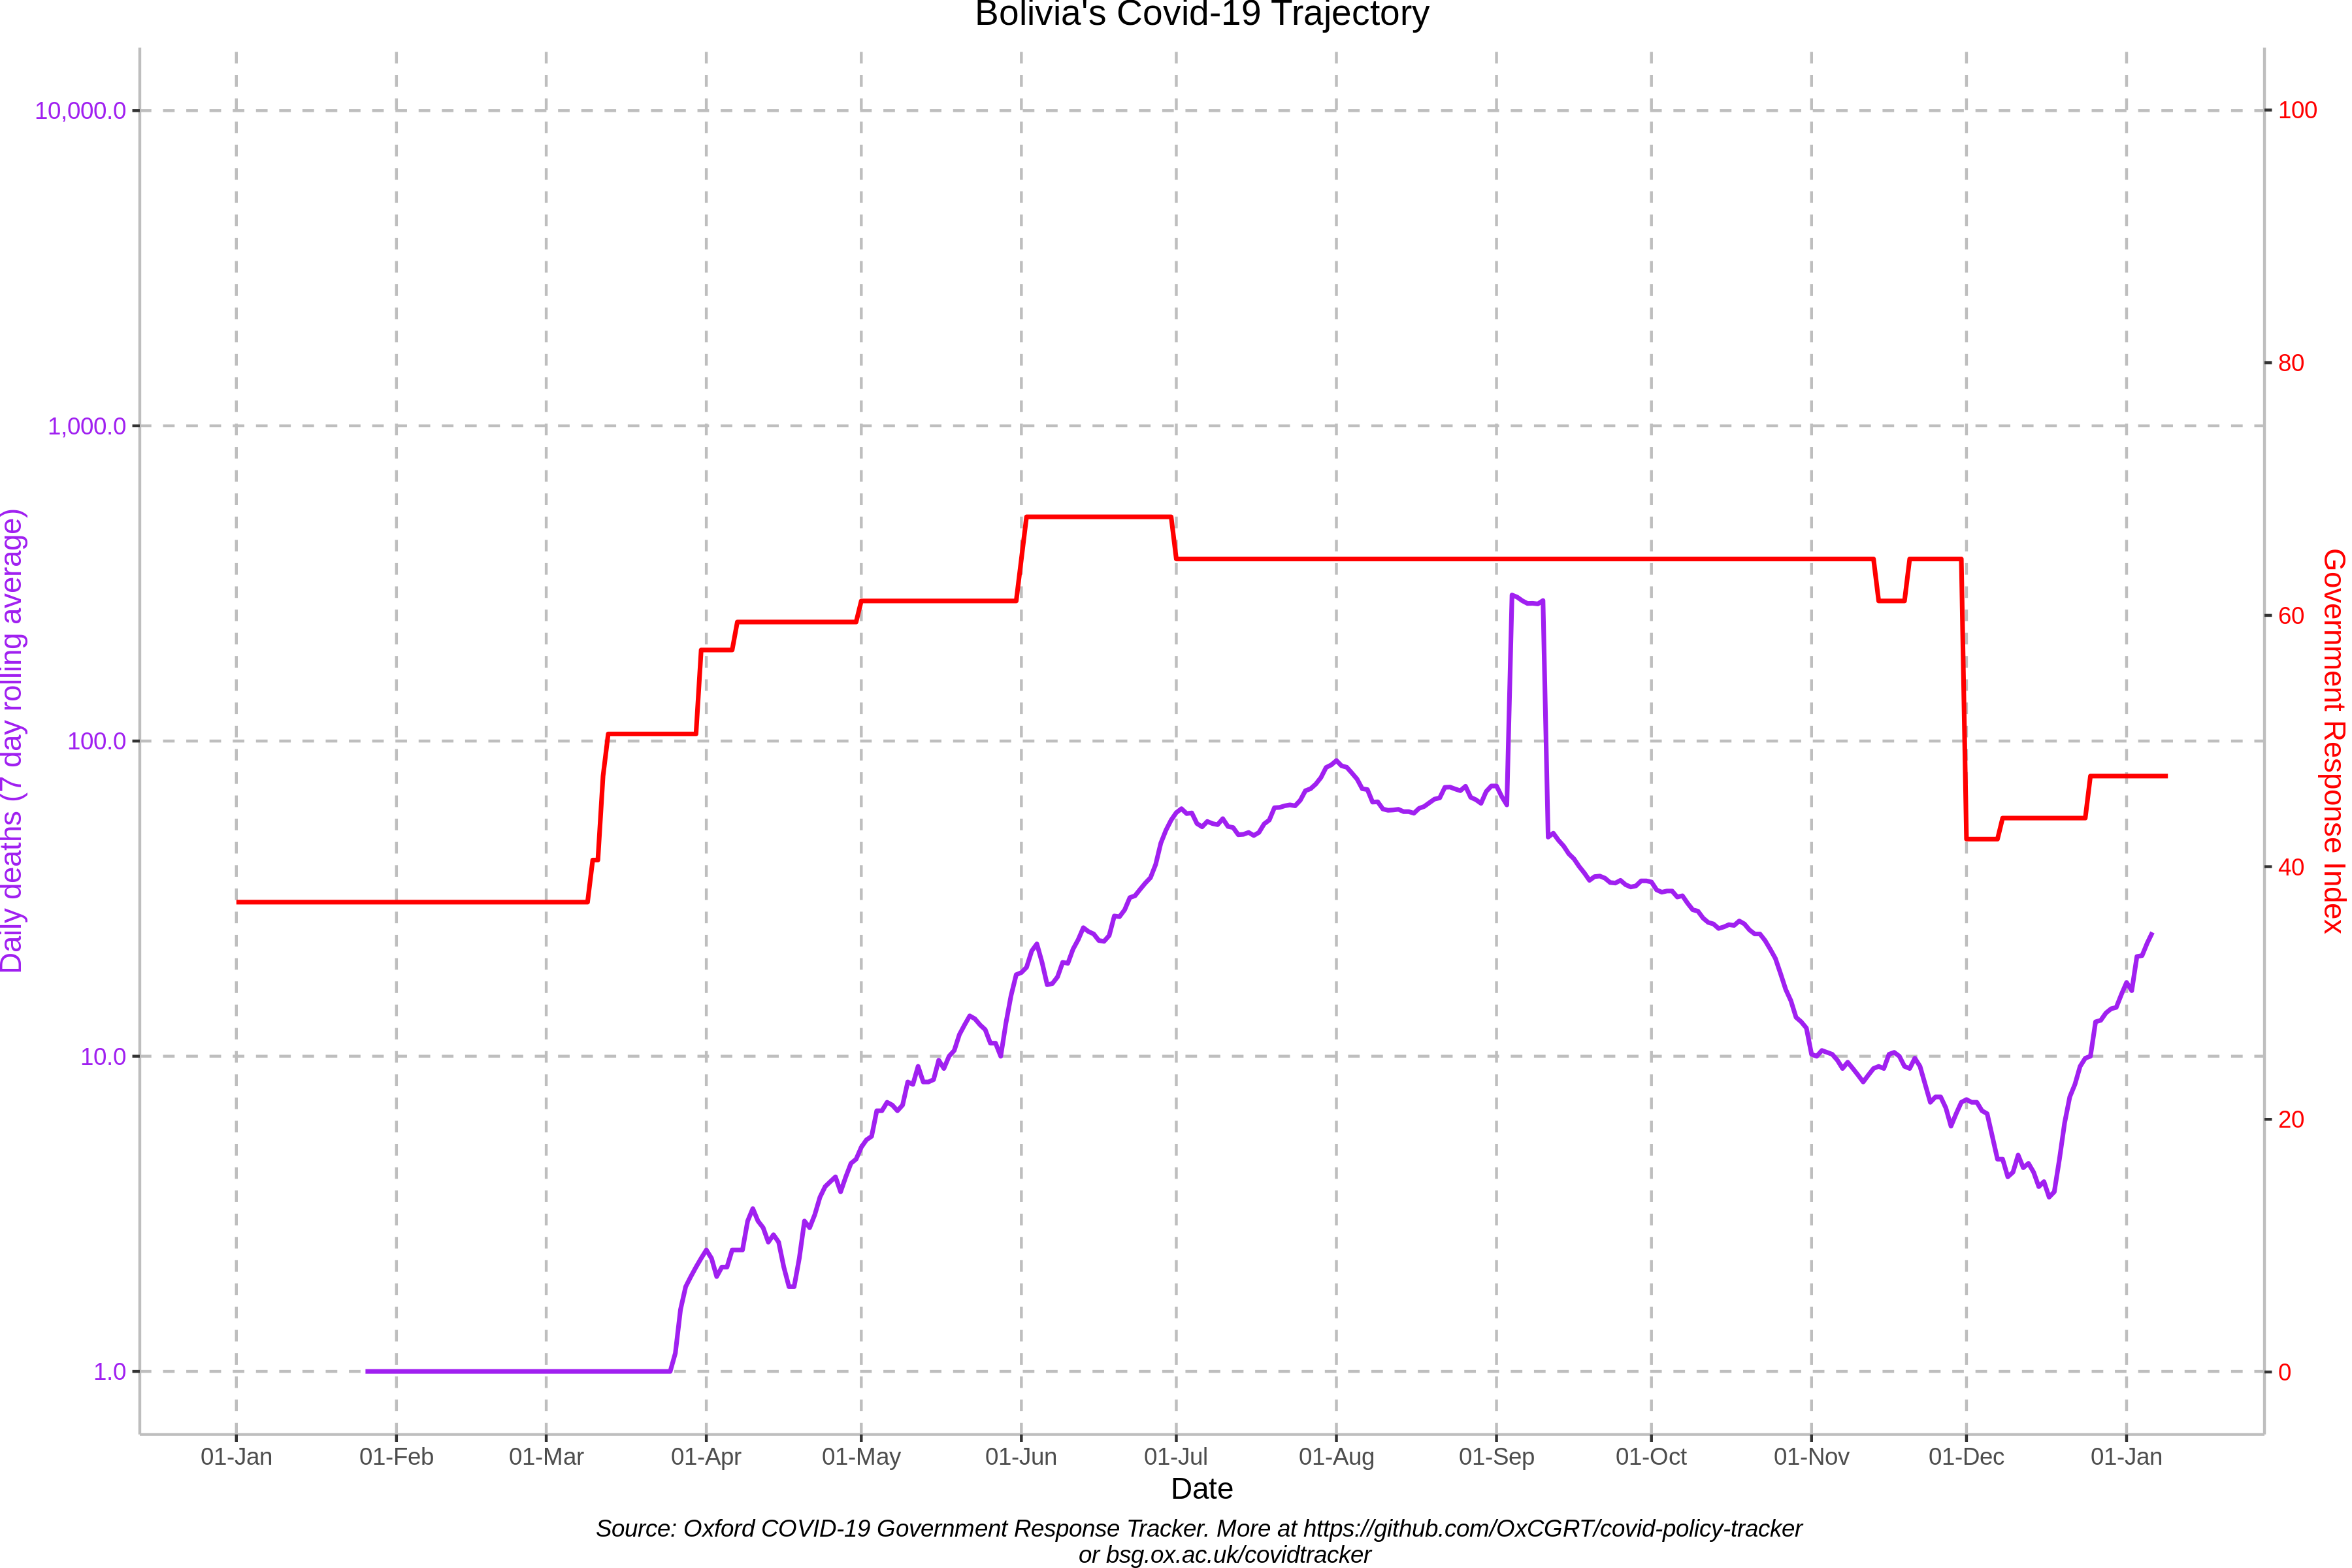 Bolivia's Covid-19 Trajectory
10,000.0
1,000.0
100.0
10.0
1.0
Daily deaths (7 day rolling average)
100
80
60
40
20
0
Government Response Index
01-Jan 01-Feb 01-Mar 01-Apr 01-May 01-Jun 01-Jul 01-Aug 01-Sep 01-Oct 01-Nov 01-Dec 01-Jan
Date
Source: Oxford COVID-19 Government Response Tracker. More at https://github.com/OxCGRT/covid-policy-tracker
or bsg.ox.ac.uk/covidtracker